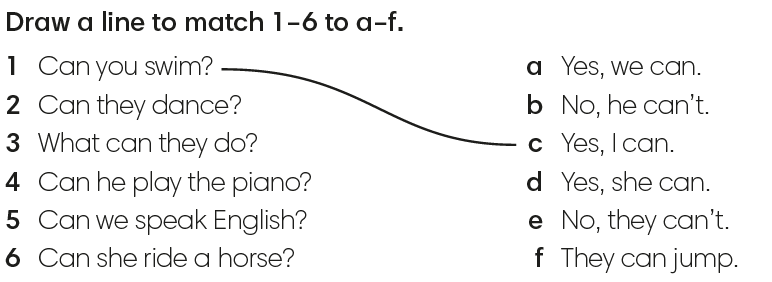 Draw a line to match 1–6 to a–f.
1 Can you swim? a Yes, we can.
2 Can they dance? b No, he can't.
3 What can they do? c Yes, I can.
4 Can he play the piano? d Yes, she can.
5 Can we speak English? e No, they can't.
6 Can she ride a horse? f They can jump.